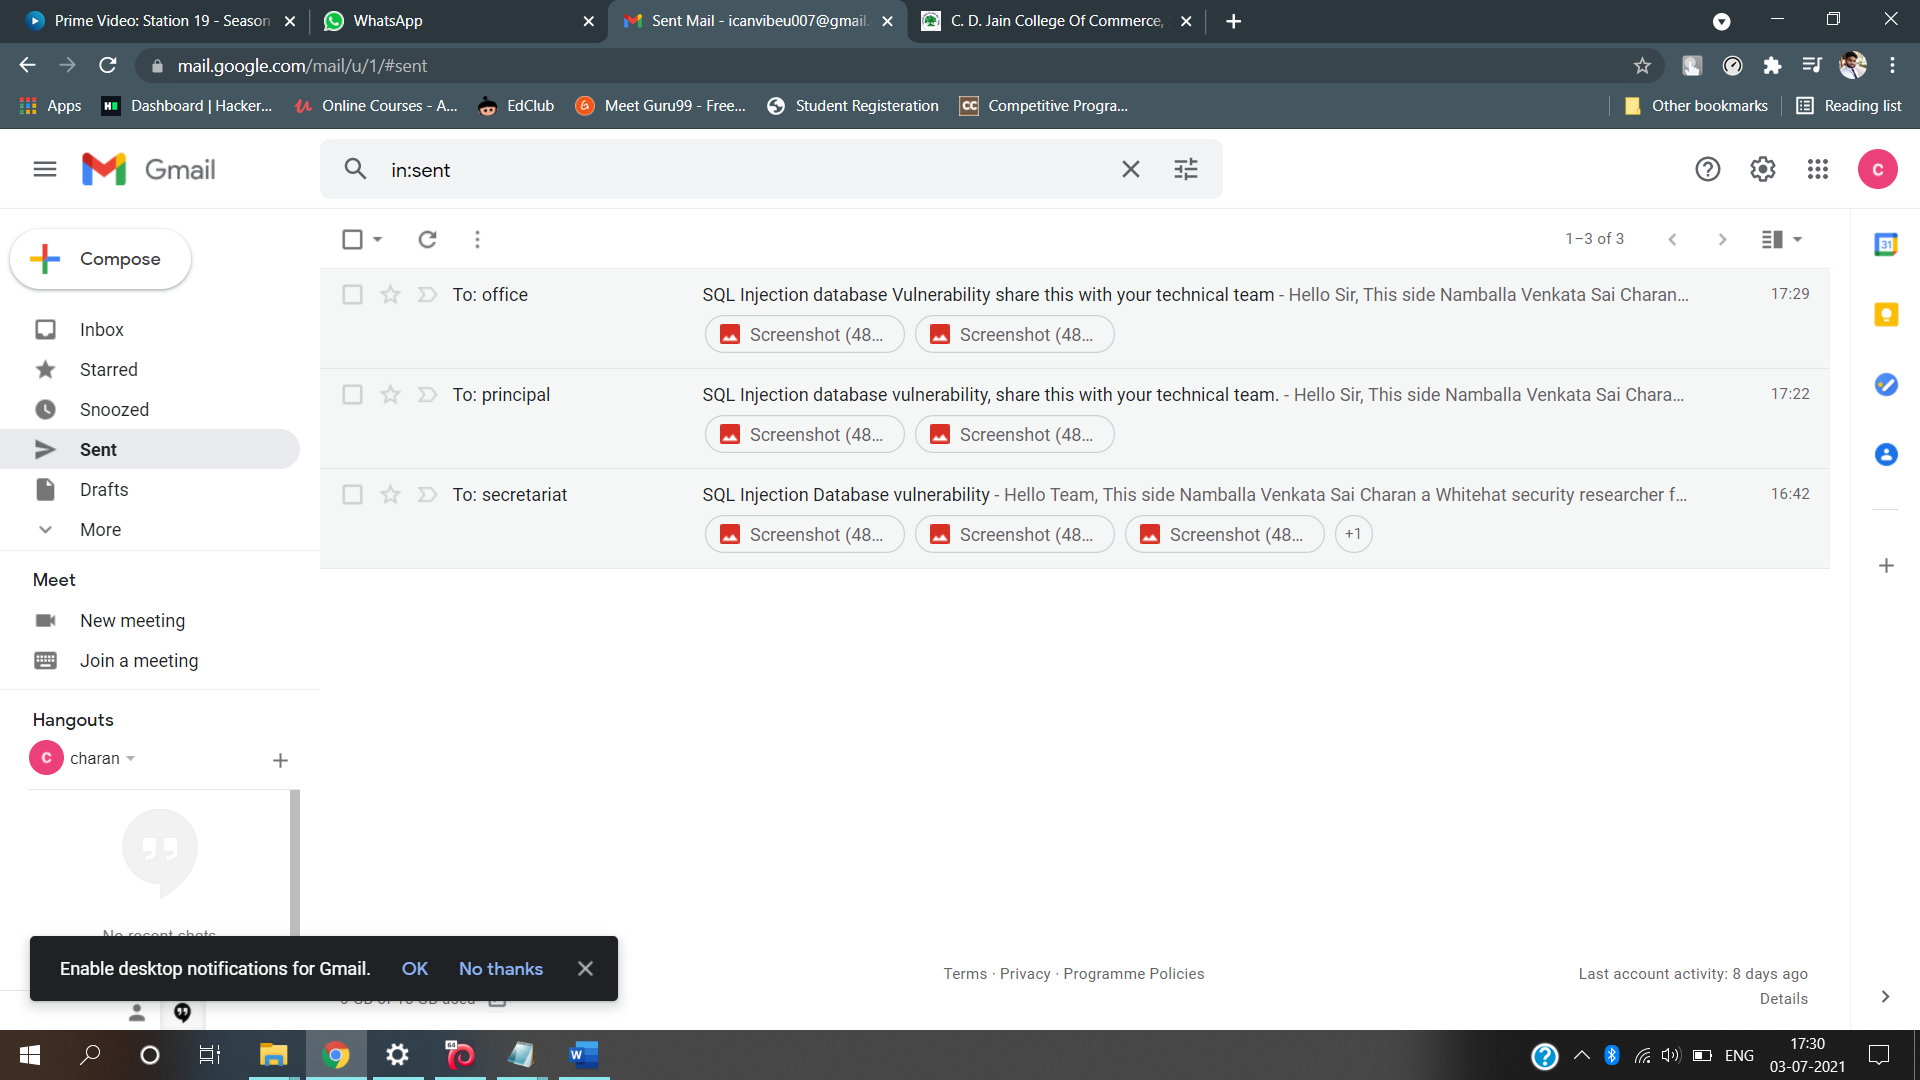 Prime Video: Station 19 - Season
WhatsApp
Sent Mail - icanvibeu007@gmail.
C. D. Jain College Of Commerce,
mail.google.com/mail/u/1/#sent
Apps
Dashboard | Hacker...
Online Courses - A...
EdClub
Meet Guru99 - Free...
Student Registeration
CC
Competitive Progra...
Other bookmarks
Reading list
Gmail
in:sent
C
Compose
1–3 of 3
31
Inbox
Starred
Snoozed
Sent
Drafts
More
To: office
SQL Injection database Vulnerability share this with your technical team - Hello Sir, This side Namballa Venkata Sai Charan...
17:29
Screenshot (48...
Screenshot (48...
To: principal
SQL Injection database vulnerability, share this with your technical team. - Hello Sir, This side Namballa Venkata Sai Chara...
17:22
Screenshot (48...
Screenshot (48...
To: secretariat
SQL Injection Database vulnerability - Hello Team, This side Namballa Venkata Sai Charan a Whitehat security researcher f...
16:42
Screenshot (48...
Screenshot (48...
Screenshot (48...
+1
Meet
New meeting
Join a meeting
Hangouts
C
charan
No recent chats
Enable desktop notifications for Gmail.
OK
No thanks
Terms · Privacy · Programme Policies
Last account activity: 8 days ago
Details
64
W
ENG
17:30
03-07-2021